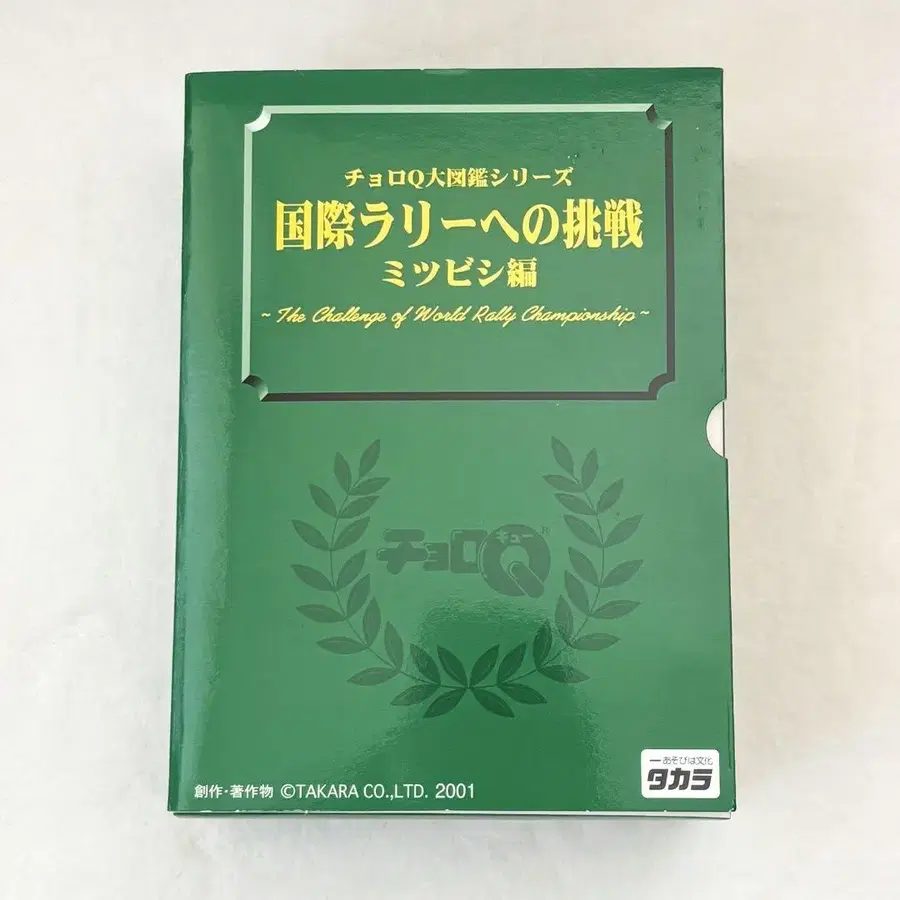 チョロQ大図鑑シリーズ
国際ラリーへの挑戦
ミツビシ編
~ The Challenge of World Rally Championship ~
チョロQ
キュー
創作・著作物 ©TAKARA CO.,LTD. 2001
あそびは文化
タカラ